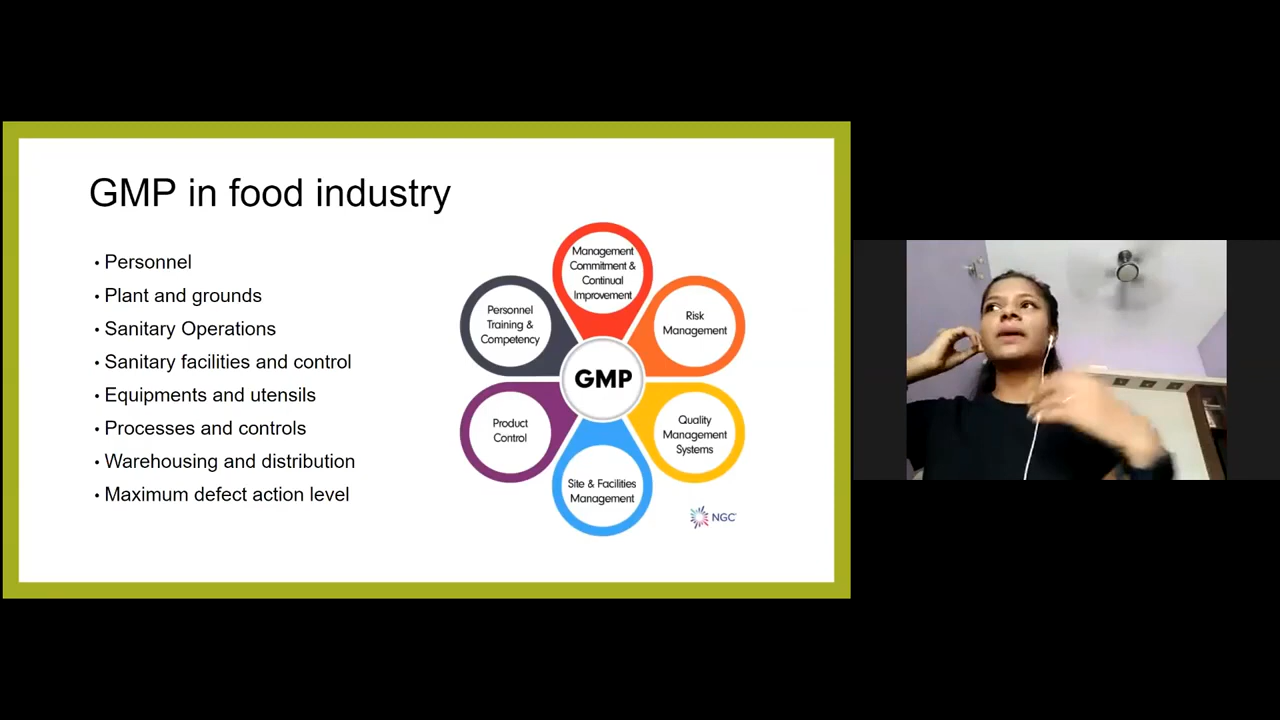 GMP in food industry
• Personnel
• Plant and grounds
• Sanitary Operations
• Sanitary facilities and control
• Equipments and utensils
• Processes and controls
• Warehousing and distribution
• Maximum defect action level
Management
Commitment &
Continual
Improvement
Personnel
Training &
Competency
Risk
Management
GMP
Product
Control
Quality
Management
Systems
Site & Facilities
Management
NGC